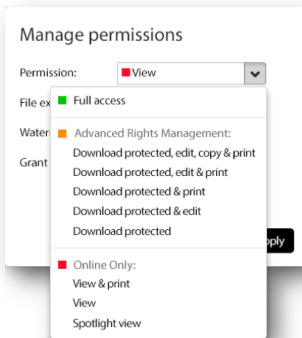 Manage permissions
Permission: View
File ex
Full access
Water
Advanced Rights Management:
Download protected, edit, copy & print
Grant
Download protected, edit & print
Download protected & print
Download protected & edit
Download protected
pply
Online Only:
View & print
View
Spotlight view